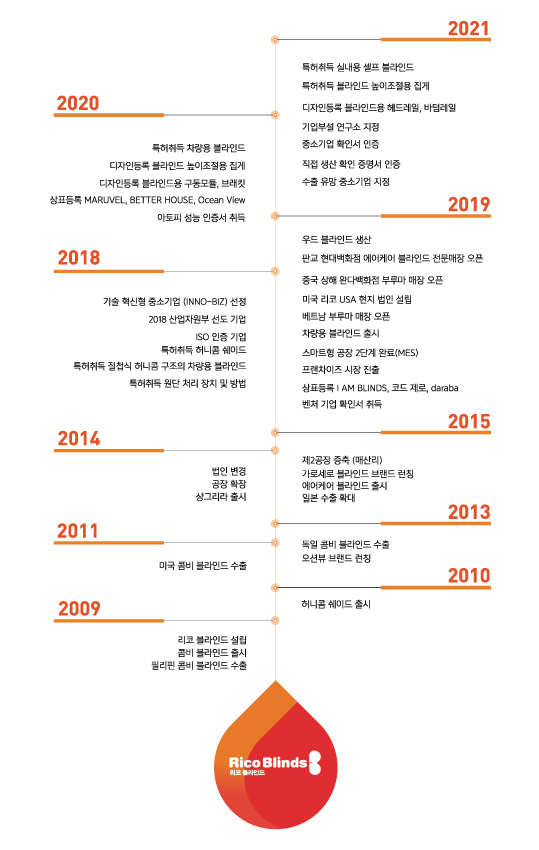 2021
특허취득 실내용 셀프 블라인드
특허취득 블라인드 높이조절용 집게
디자인등록 블라인드용 헤드레일, 바텀레일
기업부설 연구소 지정
중소기업 확인서 인증
직접 생산 확인 증명서 인증
수출 유망 중소기업 지정
2020
특허취득 차량용 블라인드
디자인등록 블라인드 높이조절용 집게
디자인등록 블라인드용 구동모듈, 브래킷
상표등록 MARUVEL, BETTER HOUSE, Ocean View
아토피 성능 인증서 취득
2019
우드 블라인드 생산
판교 현대백화점 에어케어 블라인드 전문매장 오픈
중국 상해 완다백화점 부루마 매장 오픈
미국 리코 USA 현지 법인 설립
베트남 부루마 매장 오픈
차량용 블라인드 출시
스마트형 공장 2단계 완료(MES)
프랜차이즈 시장 진출
상표등록 I AM BLINDS, 코드 제로, daraba
벤처 기업 확인서 취득
2018
기술 혁신형 중소기업 (INNO-BIZ) 선정
2018 산업자원부 선도 기업
ISO 인증 기업
특허취득 허니콤 쉐이드
특허취득 절첩식 허니콤 구조의 차량용 블라인드
특허취득 원단 처리 장치 및 방법
2015
제2공장 증축 (매산리)
가로세로 블라인드 브랜드 런칭
에어케어 블라인드 출시
일본 수출 확대
2014
법인 변경
공장 확장
샹그리라 출시
2013
독일 콤비 블라인드 수출
오션뷰 브랜드 런칭
2011
미국 콤비 블라인드 수출
2010
허니콤 쉐이드 출시
2009
리코 블라인드 설립
콤비 블라인드 출시
필리핀 콤비 블라인드 수출
Rico Blinds
리코 블라인드